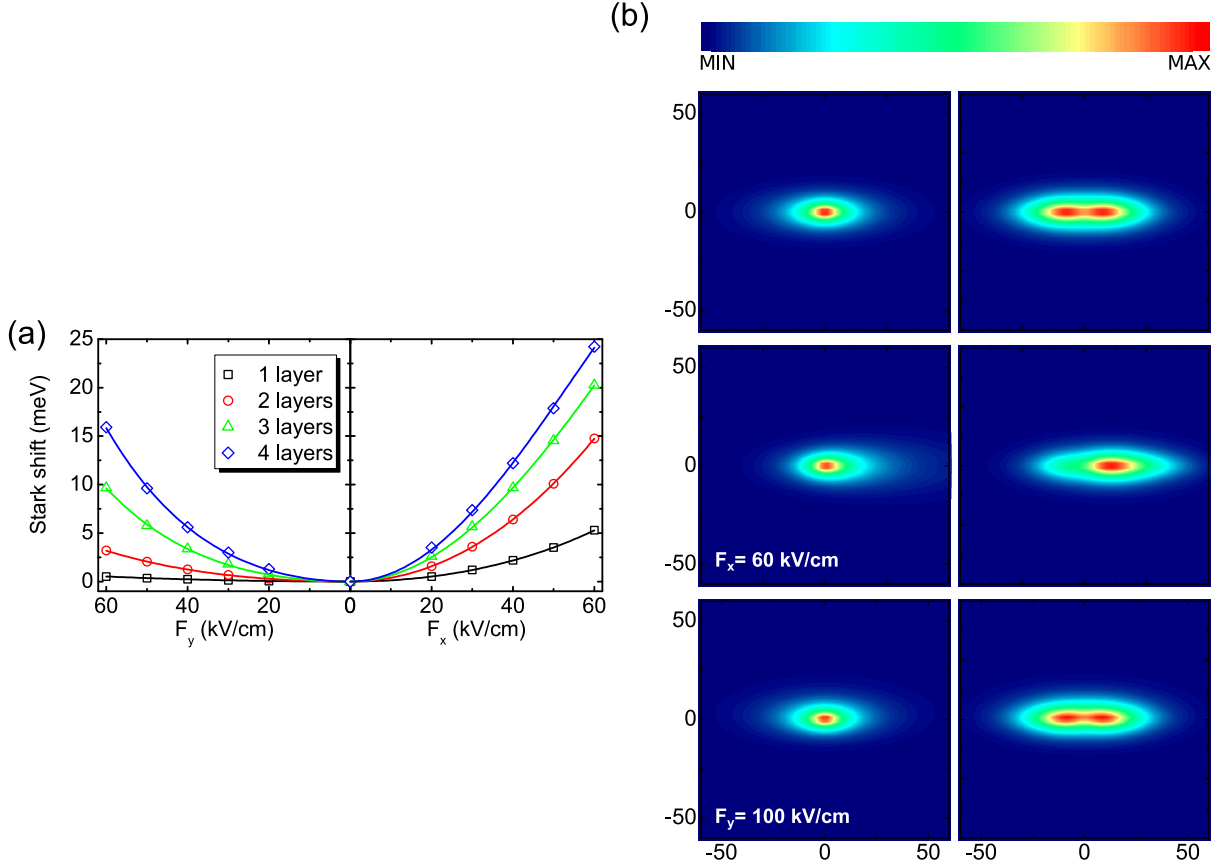 (b)
MIN MAX
50
0
-50
50
0
-50
F_x= 60 kV/cm
50
0
-50
F_y= 100 kV/cm
-50 0 50 -50 0 50
(a)
25
20
15
10
5
0
Stark shift (meV)
1 layer
2 layers
3 layers
4 layers
60 40 20 0 20 40 60
F_y (kV/cm) F_x (kV/cm)